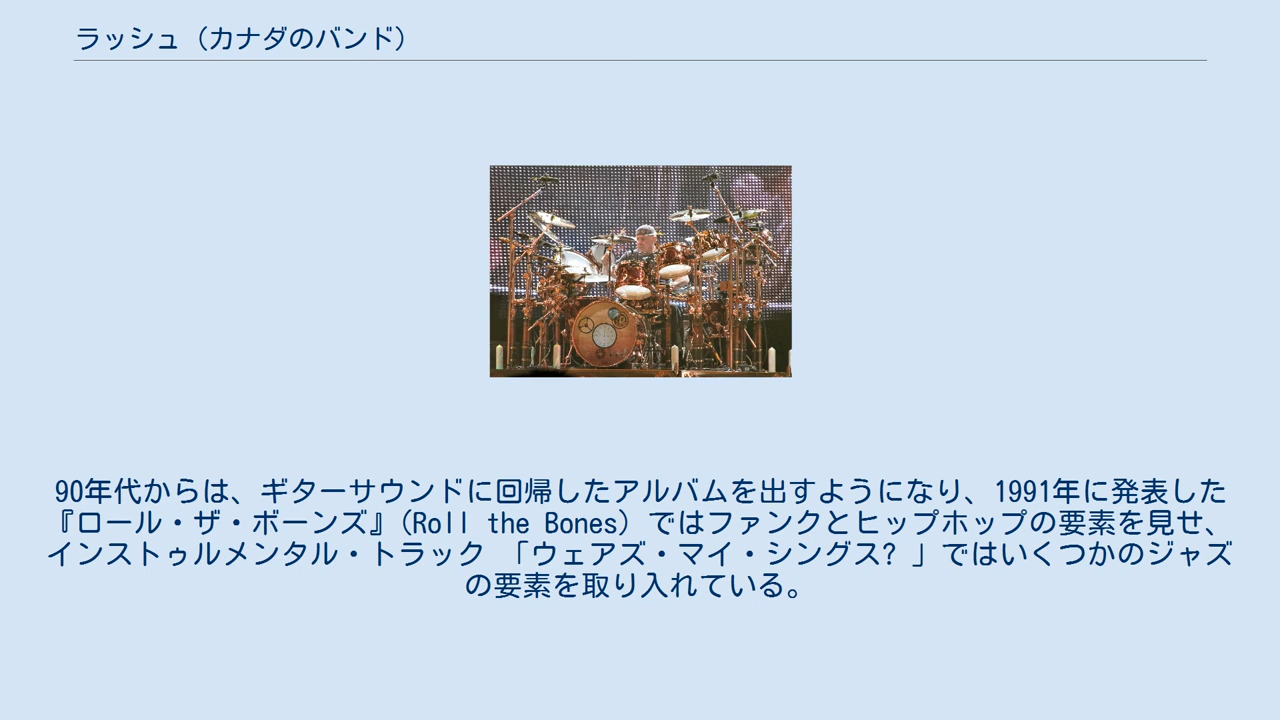 ラッシュ（カナダのバンド）
90年代からは、ギターサウンドに回帰したアルバムを出すようになり、1991年に発表した
『ロール・ザ・ボーンズ』（Roll the Bones）ではファンクとヒップホップの要素を見せ、
インストゥルメンタル・トラック 「ウェアズ・マイ・シングス？」ではいくつかのジャズ
の要素を取り入れている。